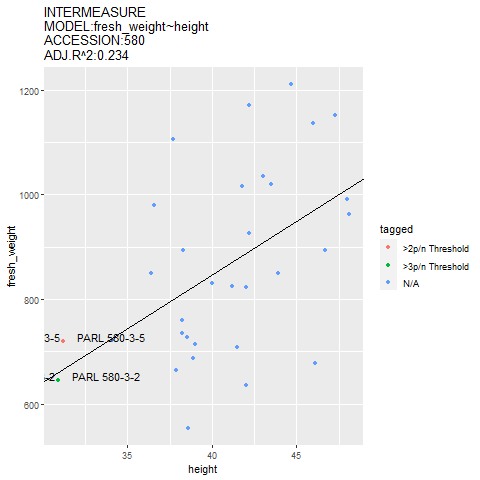 INTERMEASURE
MODEL:fresh_weight~height
ACCESSION:580
ADJ.R^2:0.234
1200
1000
800
600
fresh_weight
3-5 PARL 580-3-5
-2 PARL 580-3-2
35
40
45
height
tagged
>2p/n Threshold
>3p/n Threshold
N/A